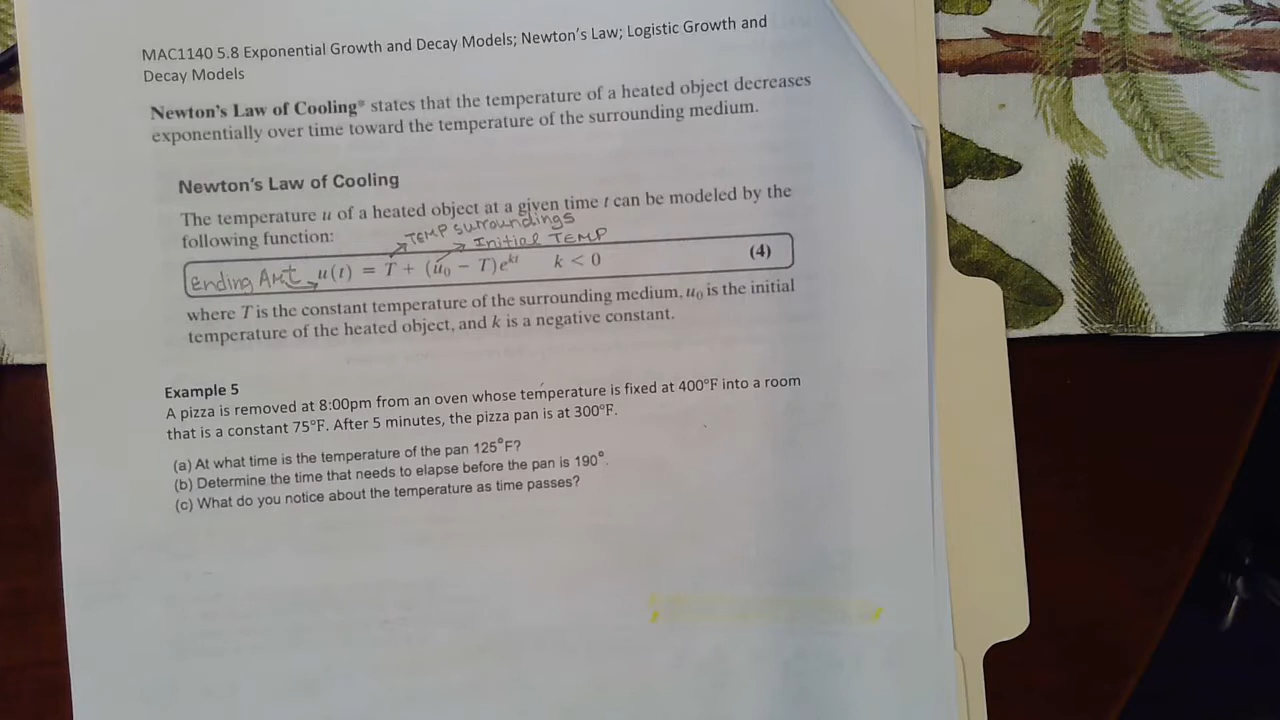 MAC1140 5.8 Exponential Growth and Decay Models; Newton's Law; Logistic Growth and
Decay Models
Newton's Law of Cooling* states that the temperature of a heated object decreases
exponentially over time toward the temperature of the surrounding medium.
Newton's Law of Cooling
The temperature u of a heated object at a given time t can be modeled by the
following function:
TEMP surroundings
Initial TEMP
Ending Amt u(t) = T + (u₀ − T)eᵏᵗ k < 0 (4)
where T is the constant temperature of the surrounding medium, u₀ is the initial
temperature of the heated object, and k is a negative constant.
Example 5
A pizza is removed at 8:00pm from an oven whose temperature is fixed at 400°F into a room
that is a constant 75°F. After 5 minutes, the pizza pan is at 300°F.
(a) At what time is the temperature of the pan 125°F?
(b) Determine the time that needs to elapse before the pan is 190°.
(c) What do you notice about the temperature as time passes?